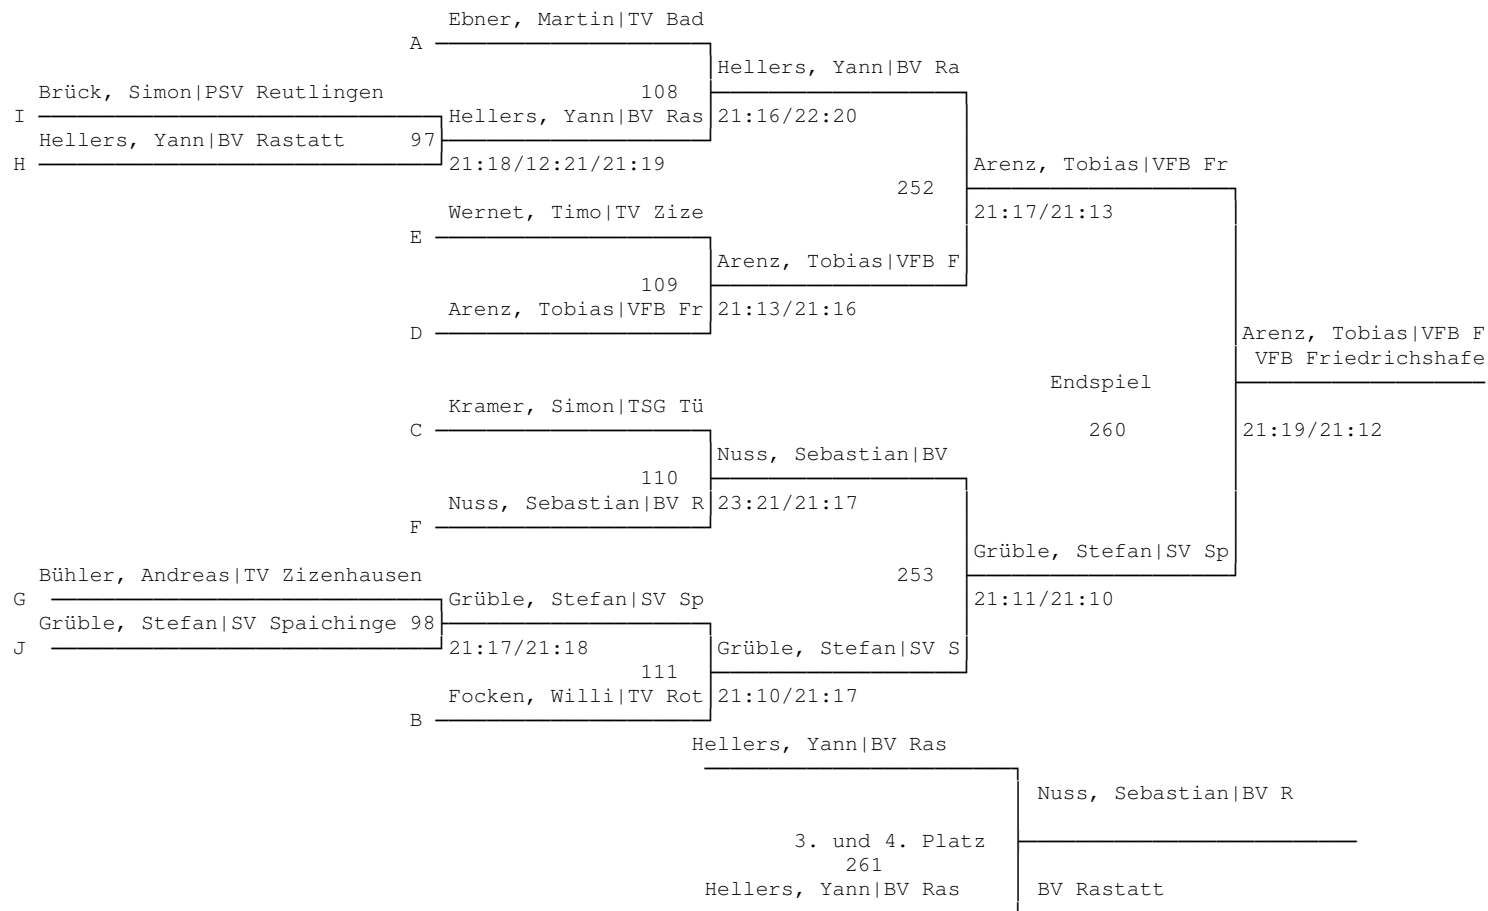 Ebner, Martin|TV Bad
A
Hellers, Yann|BV Ra
Brück, Simon|PSV Reutlingen 108
I Hellers, Yann|BV Ras 21:16/22:20
Hellers, Yann|BV Rastatt 97
H 21:18/12:21/21:19 Arenz, Tobias|VFB Fr
252
Wernet, Timo|TV Zize 21:17/21:13
E
Arenz, Tobias|VFB F
109
Arenz, Tobias|VFB Fr 21:13/21:16
D Arenz, Tobias|VFB F
VFB Friedrichshafe
Endspiel
Kramer, Simon|TSG Tü
C 260 21:19/21:12
Nuss, Sebastian|BV
110
Nuss, Sebastian|BV R 23:21/21:17
F
Grüble, Stefan|SV Sp
Bühler, Andreas|TV Zizenhausen 253
G Grüble, Stefan|SV Sp 21:11/21:10
Grüble, Stefan|SV Spaichinge 98
J 21:17/21:18 Grüble, Stefan|SV S
111
Focken, Willi|TV Rot 21:10/21:17
B
Hellers, Yann|BV Ras
Nuss, Sebastian|BV R
3. und 4. Platz
261
Hellers, Yann|BV Ras BV Rastatt